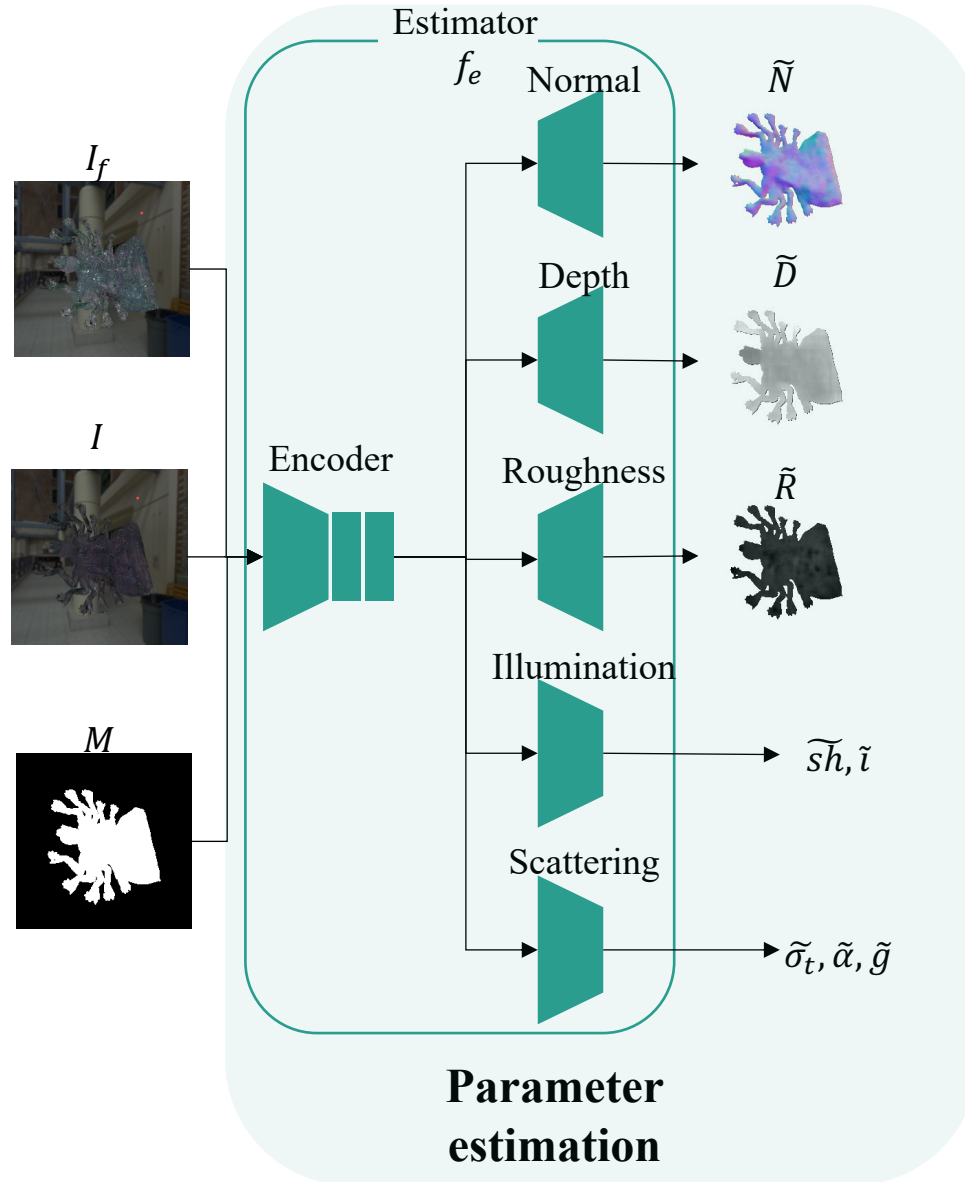 Estimator
f_e
Normal
Ñ
I_f
Depth
D̃
I
Encoder
Roughness
R̃
Illumination
s͠h, ĩ
M
Scattering
σ̃_t, α̃, g̃
Parameter
estimation